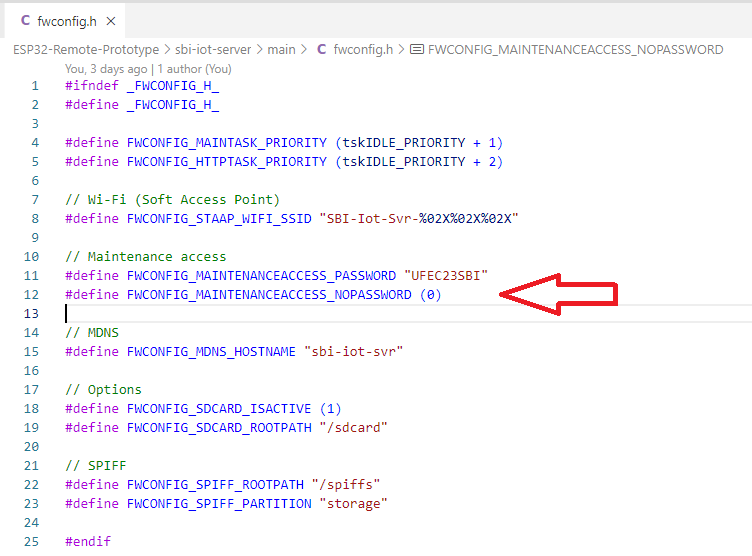 C fwconfig.h ×
ESP32-Remote-Prototype > sbi-iot-server > main > C fwconfig.h > FWCONFIG_MAINTENANCEACCESS_NOPASSWORD
You, 3 days ago | 1 author (You)
1 #ifndef _FWCONFIG_H_
2 #define _FWCONFIG_H_
3
4 #define FWCONFIG_MAINTASK_PRIORITY (tskIDLE_PRIORITY + 1)
5 #define FWCONFIG_HTTPTASK_PRIORITY (tskIDLE_PRIORITY + 2)
6
7 // Wi-Fi (Soft Access Point)
8 #define FWCONFIG_STAAP_WIFI_SSID "SBI-Iot-Svr-%02X%02X%02X"
9
10 // Maintenance access
11 #define FWCONFIG_MAINTENANCEACCESS_PASSWORD "UFEC23SBI"
12 #define FWCONFIG_MAINTENANCEACCESS_NOPASSWORD (0)
13
14 // MDNS
15 #define FWCONFIG_MDNS_HOSTNAME "sbi-iot-svr"
16
17 // Options
18 #define FWCONFIG_SDCARD_ISACTIVE (1)
19 #define FWCONFIG_SDCARD_ROOTPATH "/sdcard"
20
21 // SPIFF
22 #define FWCONFIG_SPIFF_ROOTPATH "/spiffs"
23 #define FWCONFIG_SPIFF_PARTITION "storage"
24
25 #endif